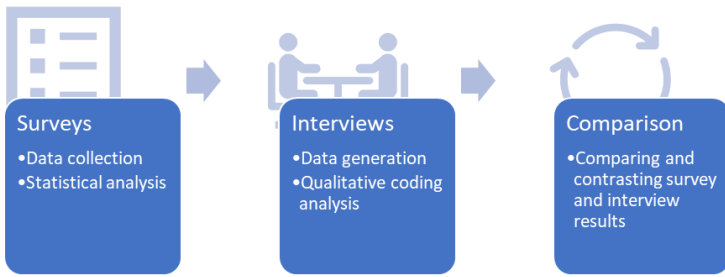 Surveys
•Data collection
•Statistical analysis
Interviews
•Data generation
•Qualitative coding
analysis
Comparison
•Comparing and
contrasting survey
and interview
results